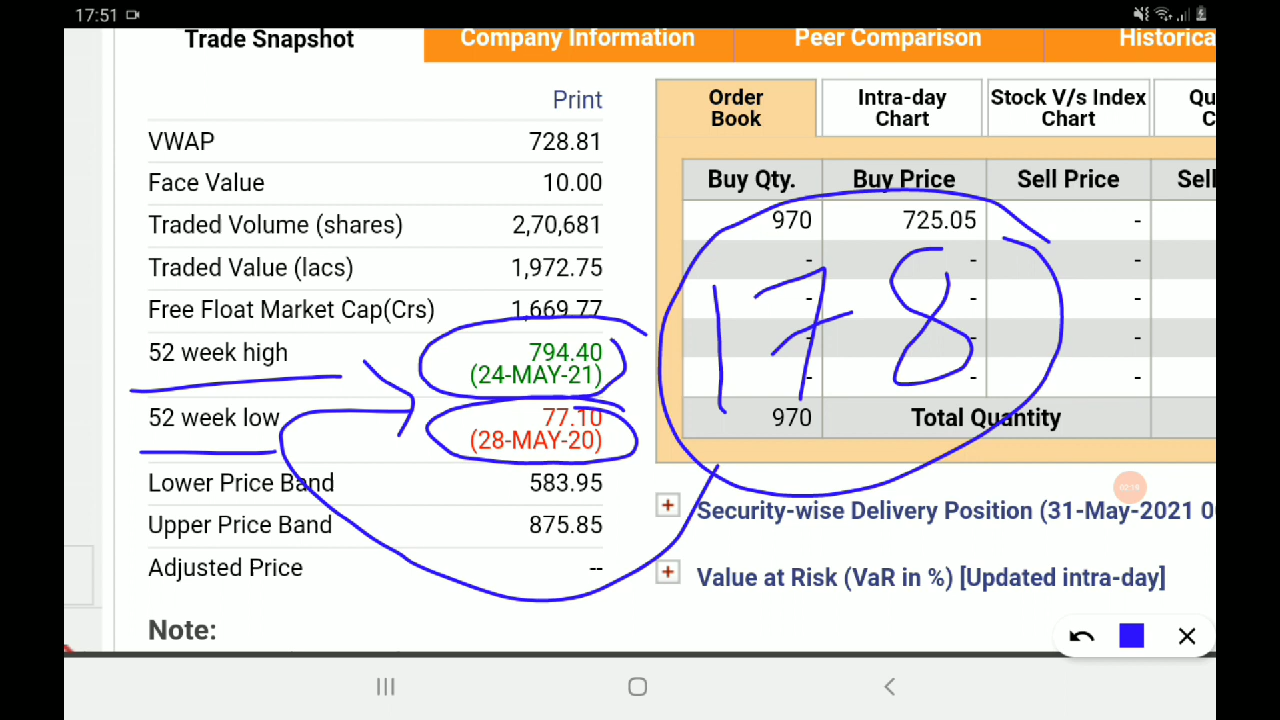 17:51
Trade Snapshot
Company Information
Peer Comparison
Historica
Print
VWAP 728.81
Face Value 10.00
Traded Volume (shares) 2,70,681
Traded Value (lacs) 1,972.75
Free Float Market Cap(Crs) 1,669.77
52 week high 794.40
(24-MAY-21)
52 week low 77.10
(28-MAY-20)
Lower Price Band 583.95
Upper Price Band 875.85
Adjusted Price --
Note:
Order
Book
Intra-day
Chart
Stock V/s Index
Chart
Qu
C
Buy Qty. Buy Price Sell Price Sell
970 725.05 -
- - -
- - -
- - -
- - -
970 Total Quantity
178
Security-wise Delivery Position (31-May-2021 0
Value at Risk (VaR in %) [Updated intra-day]